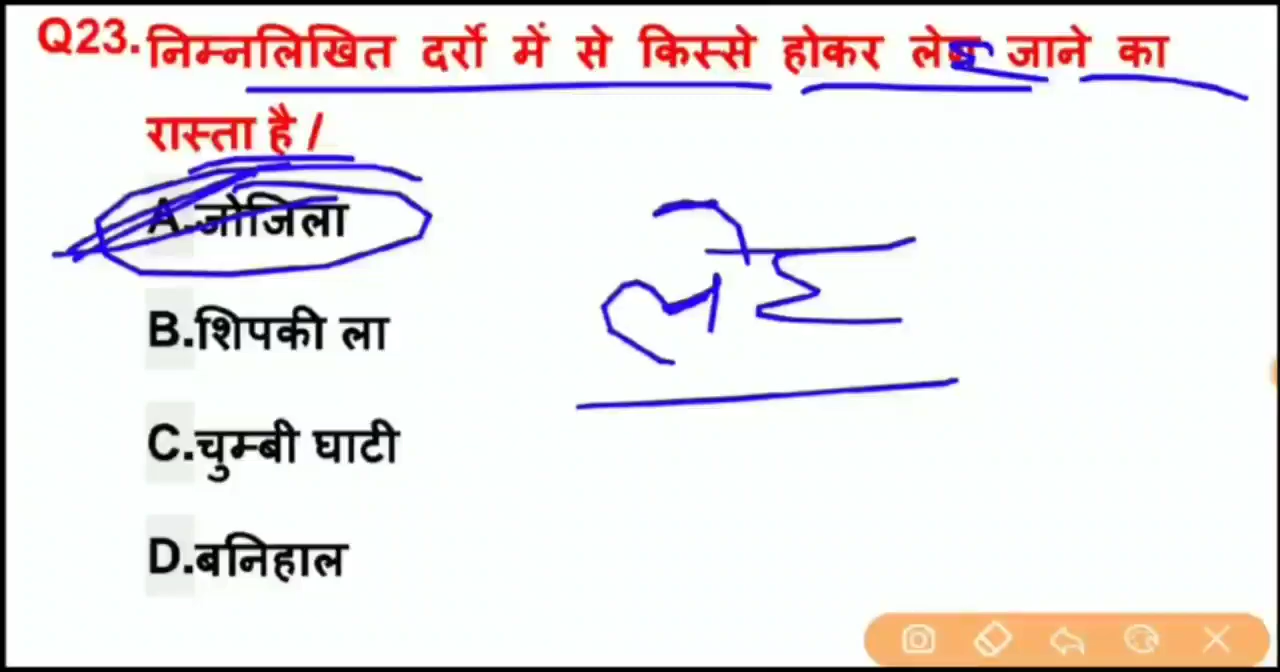 Q23. निम्नलिखित दर्रो में से किस्से होकर लेह जाने का
रास्ता है /
A.जोजिला
B.शिपकी ला
C.चुम्बी घाटी
D.बनिहाल